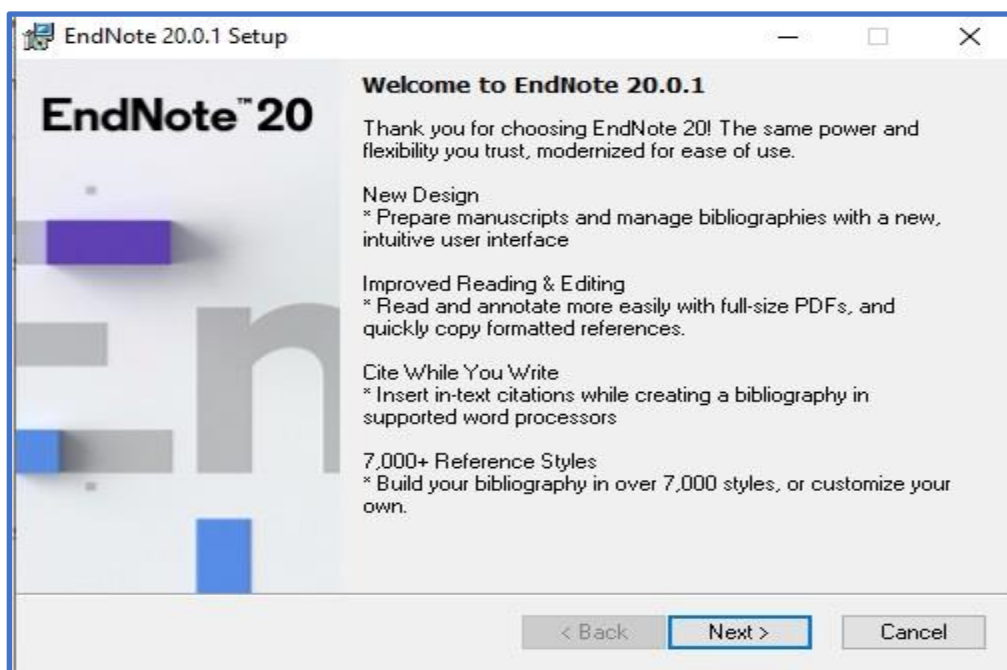 EndNote 20.0.1 Setup
EndNote™20
Welcome to EndNote 20.0.1
Thank you for choosing EndNote 20! The same power and
flexibility you trust, modernized for ease of use.
New Design
* Prepare manuscripts and manage bibliographies with a new,
intuitive user interface
Improved Reading & Editing
* Read and annotate more easily with full-size PDFs, and
quickly copy formatted references.
Cite While You Write
* Insert in-text citations while creating a bibliography in
supported word processors
7,000+ Reference Styles
* Build your bibliography in over 7,000 styles, or customize your
own.
En
< Back Next > Cancel